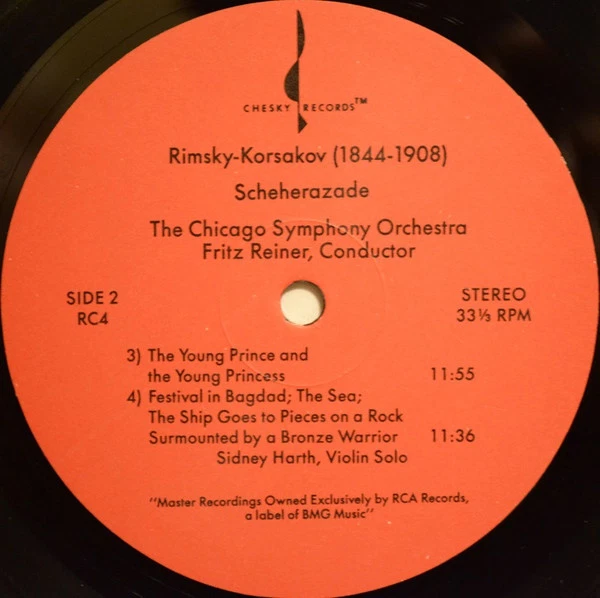 CHESKY RECORDS™
Rimsky-Korsakov (1844-1908)
Scheherazade
The Chicago Symphony Orchestra
Fritz Reiner, Conductor
SIDE 2
RC4
STEREO
33⅓ RPM
3) The Young Prince and
the Young Princess 11:55
4) Festival in Bagdad; The Sea;
The Ship Goes to Pieces on a Rock
Surmounted by a Bronze Warrior 11:36
Sidney Harth, Violin Solo
"Master Recordings Owned Exclusively by RCA Records,
a label of BMG Music"